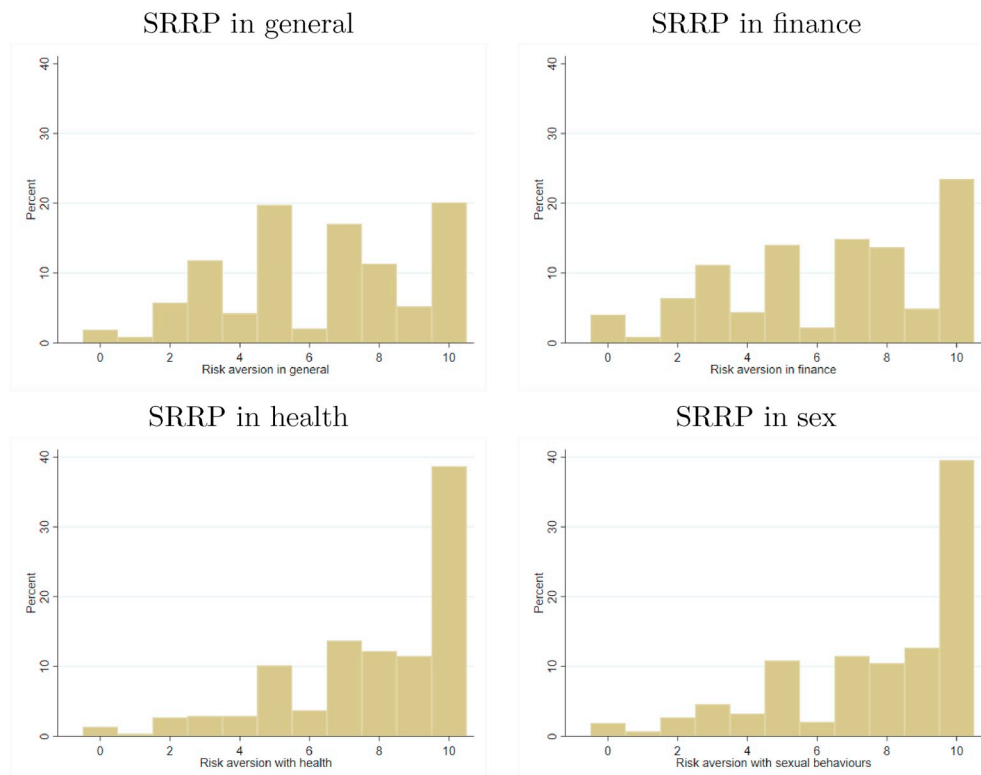 SRRP in general
40
30
20
10
0
Percent
0 2 4 6 8 10
Risk aversion in general
SRRP in finance
40
30
20
10
0
Percent
0 2 4 6 8 10
Risk aversion in finance
SRRP in health
40
30
20
10
0
Percent
0 2 4 6 8 10
Risk aversion with health
SRRP in sex
40
30
20
10
0
Percent
0 2 4 6 8 10
Risk aversion with sexual behaviours